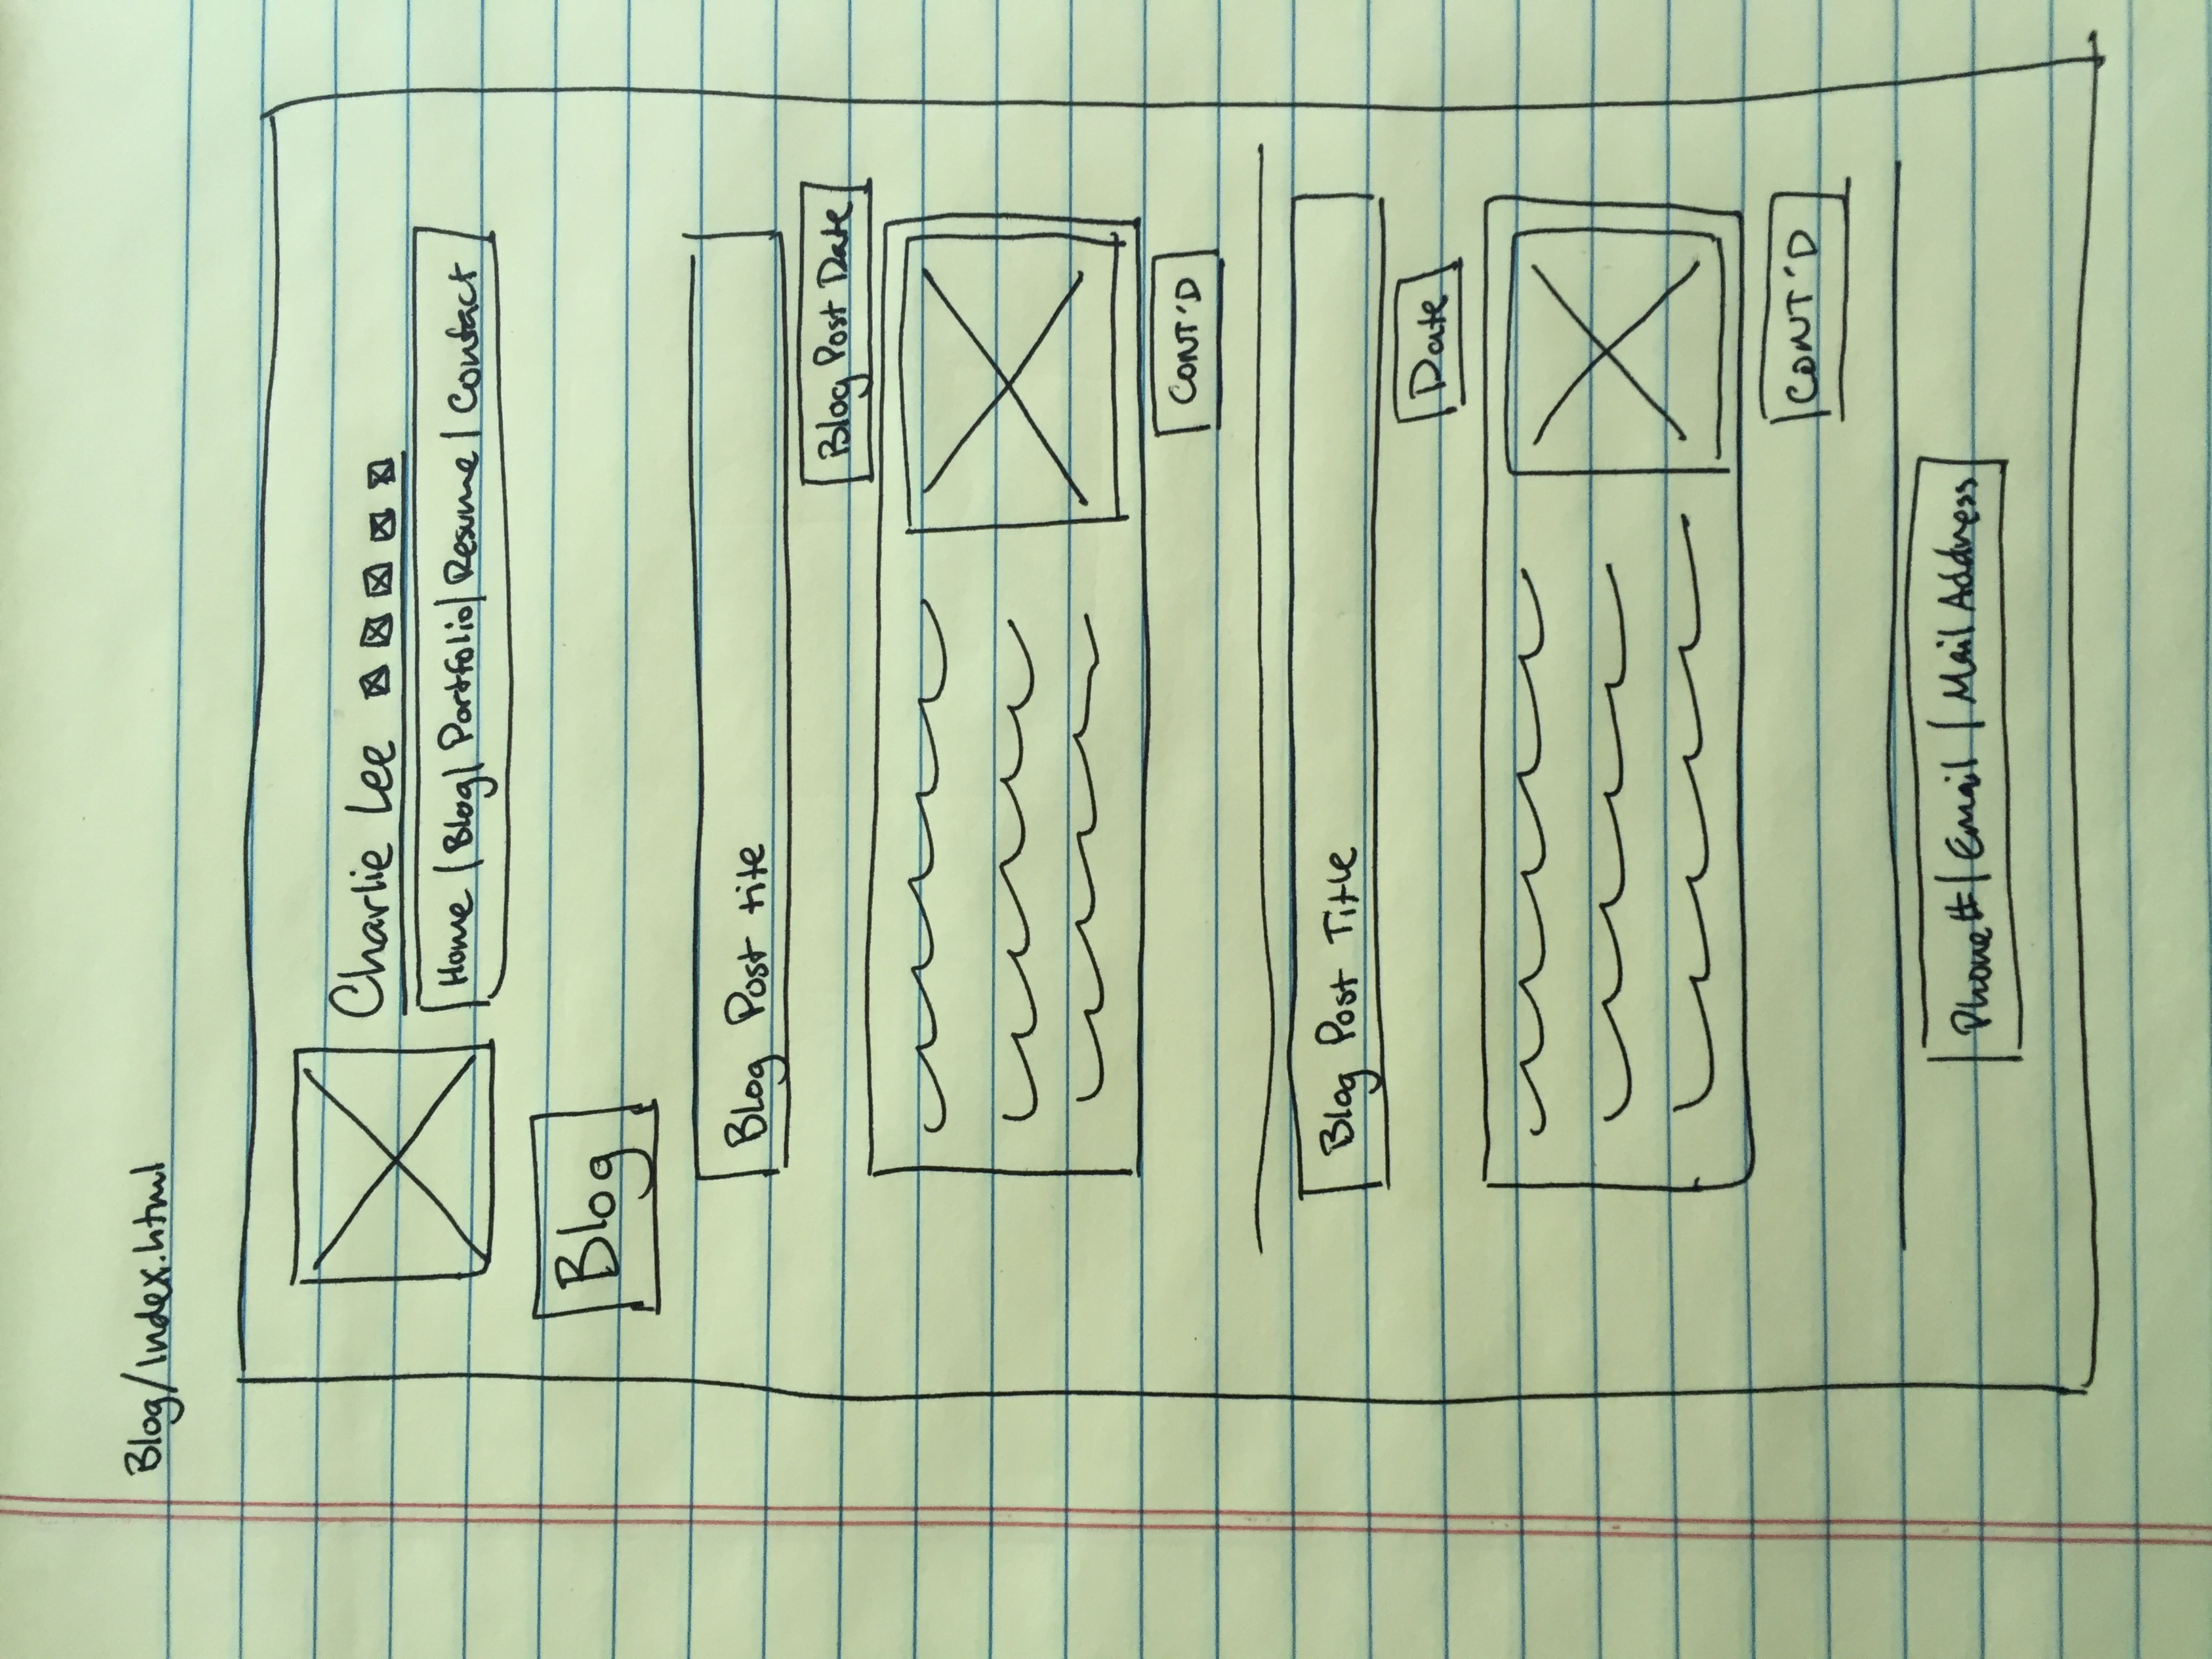 Blog/Index.html
Charlie Lee
Home | Blog | Portfolio | Resume | Contact
Blog
Blog Post tite
Blog Post Date
CONT'D
Blog Post Title
Date
CONT'D
Phone# | Email | Mail Address